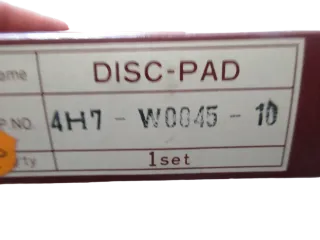 ame DISC-PAD
P.NO. 4H7 - W0045 - 10
ty 1set